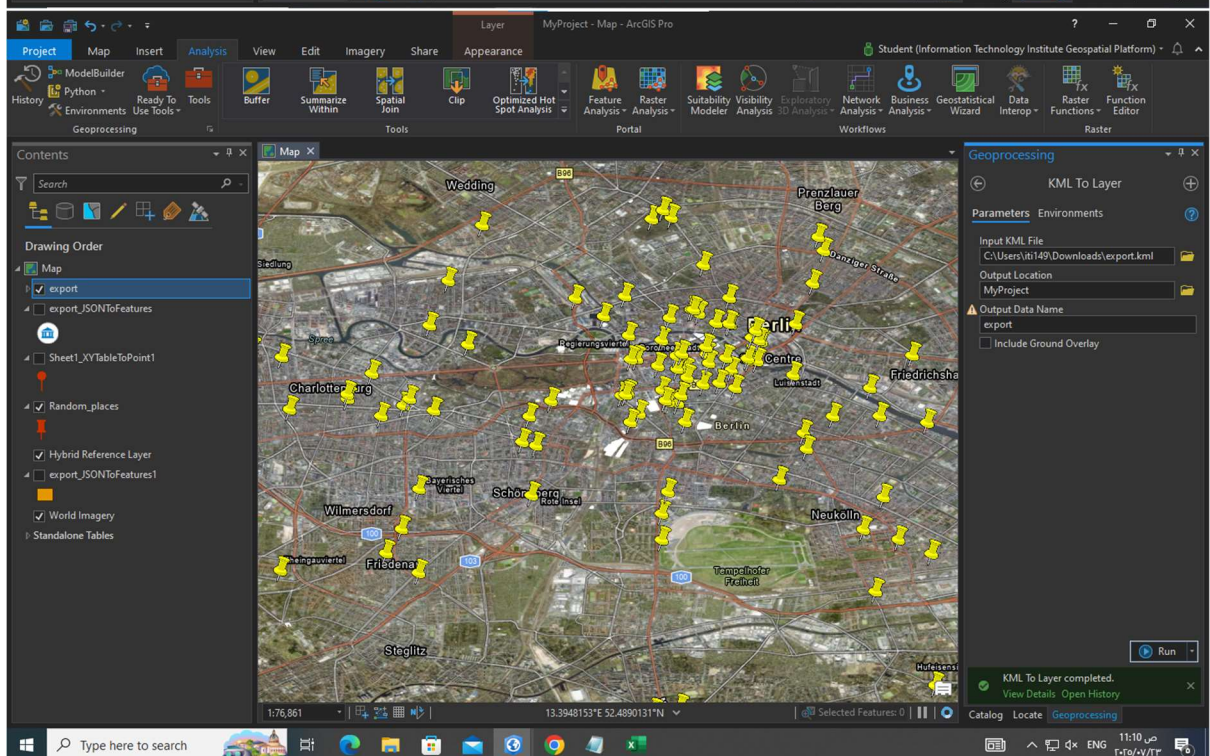 Layer
MyProject - Map - ArcGIS Pro
?
Project
Map
Insert
Analysis
View
Edit
Imagery
Share
Appearance
Student (Information Technology Institute Geospatial Platform)
History
ModelBuilder
Python
Environments
Ready To
Use Tools
Tools
Buffer
Summarize
Within
Spatial
Join
Clip
Optimized Hot
Spot Analysis
Feature
Analysis
Raster
Analysis
Suitability
Modeler
Visibility
Analysis
Exploratory
3D Analysis
Network
Analysis
Business
Analysis
Geostatistical
Wizard
Data
Interop
Raster
Functions
Function
Editor
Geoprocessing
Tools
Portal
Workflows
Raster
Contents
Search
Drawing Order
Map
export
export_JSONToFeatures
Sheet1_XYTableToPoint1
Random_places
Hybrid Reference Layer
export_JSONToFeatures1
World Imagery
Standalone Tables
Map
Wedding
B96
Prenzlauer
Berg
Siedlung
Danziger Straße
Spree
Berlin
Regierungsviertel
Centre
Charlottenburg
Luisenstadt
Friedrichsha
Berlin
B96
Bayerisches
Viertel
Schöneberg
Rote Insel
Wilmersdorf
Neukölln
100
heingauviertel
Friedenau
103
100
Tempelhofer
Freiheit
Steglitz
Hufeisensi
1:76,861
13.3948153°E 52.4890131°N
Selected Features: 0
Geoprocessing
KML To Layer
Parameters
Environments
Input KML File
C:\Users\iti149\Downloads\export.kml
Output Location
MyProject
Output Data Name
export
Include Ground Overlay
Run
KML To Layer completed.
View Details Open History
Catalog Locate Geoprocessing
Type here to search
ENG
11:10 ص
٢٠٢٥/٠٧/٢٣